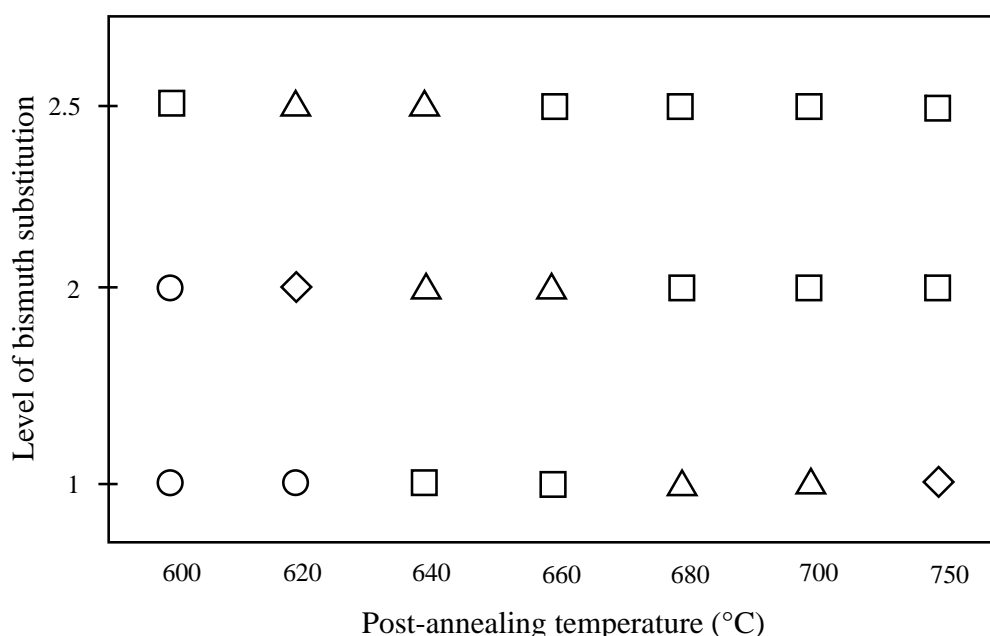 Level of bismuth substitution
2.5
2
1
600 620 640 660 680 700 750
Post-annealing temperature (°C)